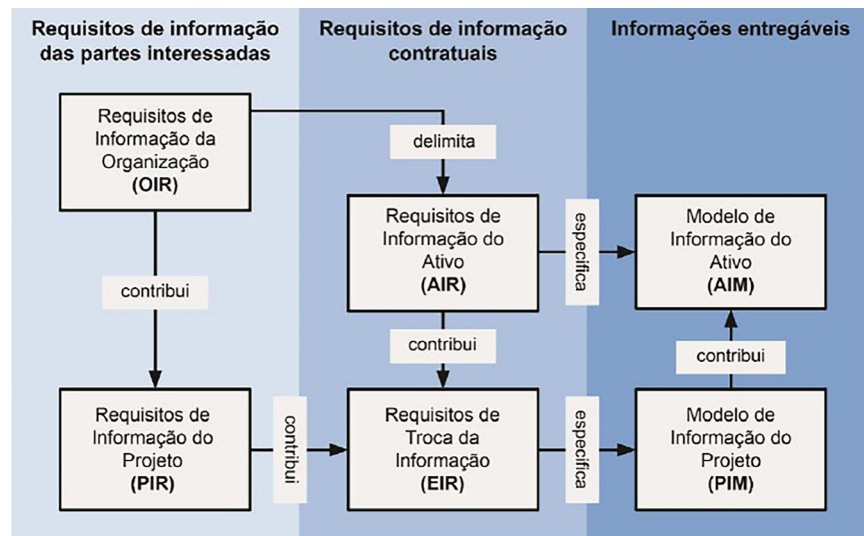 Requisitos de informação
das partes interessadas
Requisitos de informação
contratuais
Informações entregáveis
Requisitos de
Informação da
Organização
(OIR)
delimita
Requisitos de
Informação do
Ativo
(AIR)
especifica
Modelo de
Informação do
Ativo
(AIM)
contribui
contribui
contribui
Requisitos de
Informação do
Projeto
(PIR)
contribui
Requisitos de
Troca da
Informação
(EIR)
especifica
Modelo de
Informação do
Projeto
(PIM)